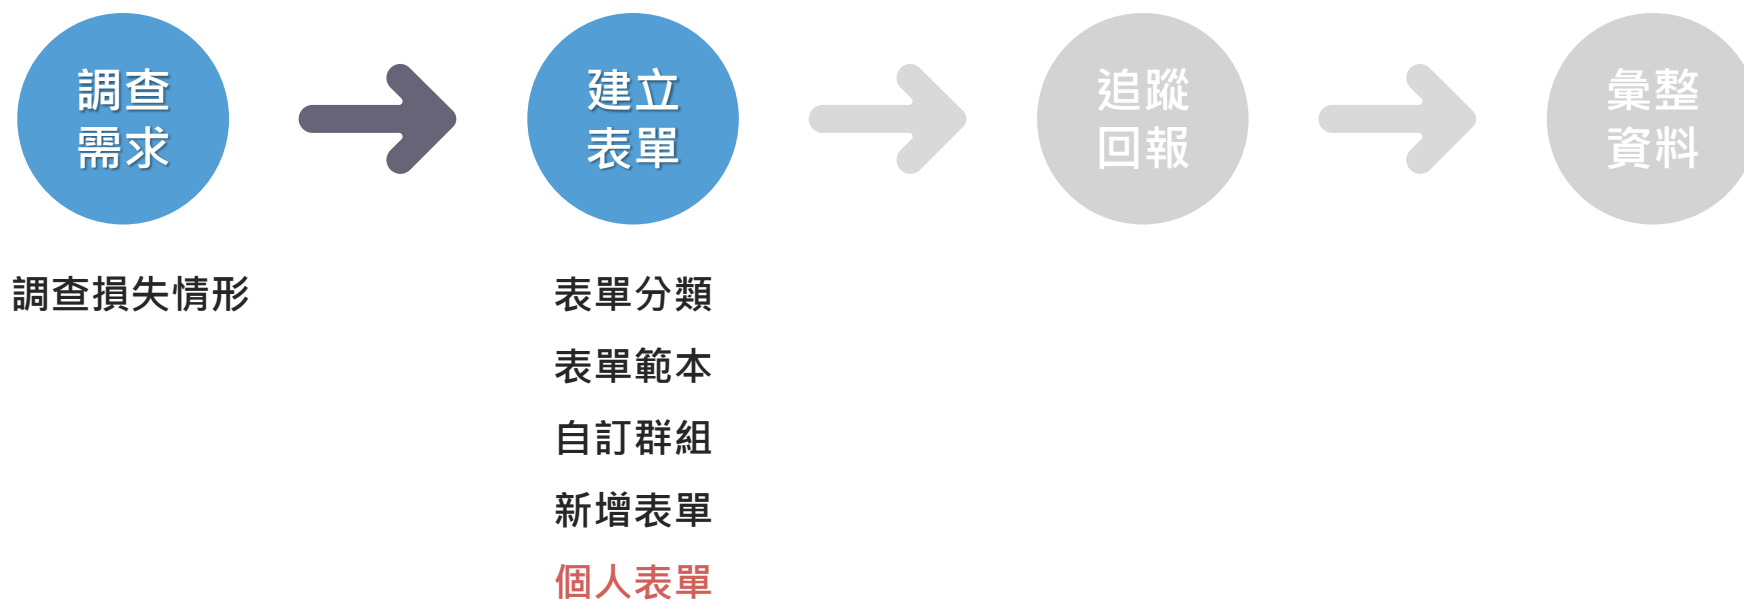 調查
需求
建立
表單
追蹤
回報
彙整
資料
調查損失情形
表單分類
表單範本
自訂群組
新增表單
個人表單